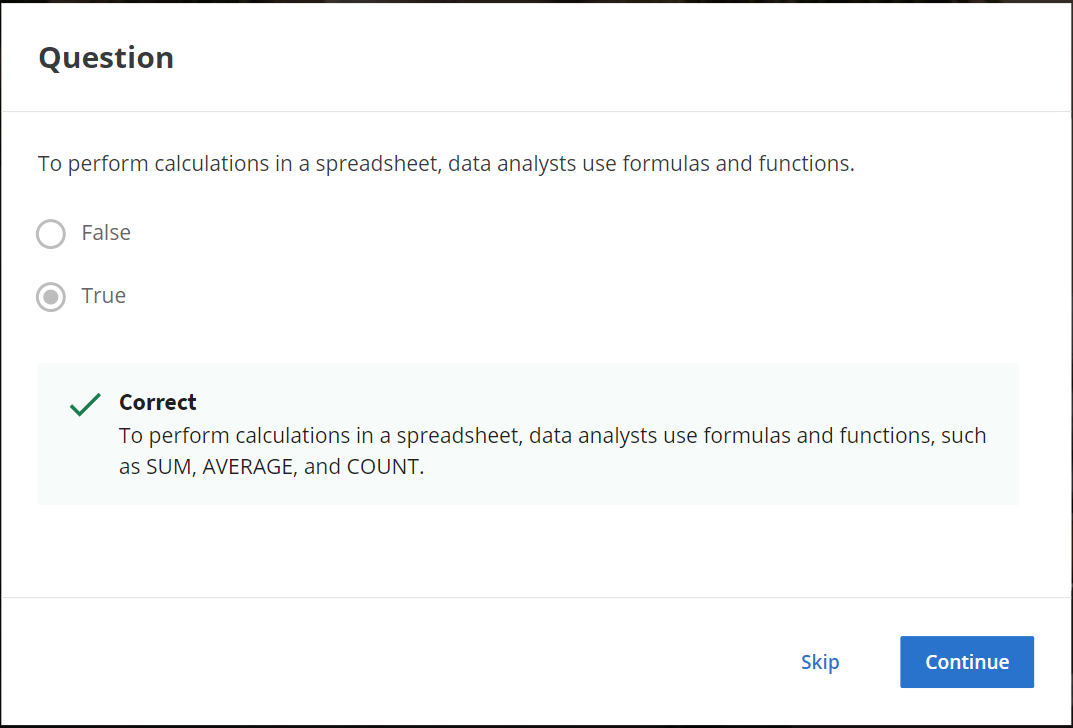 Question
To perform calculations in a spreadsheet, data analysts use formulas and functions.
False
True
Correct
To perform calculations in a spreadsheet, data analysts use formulas and functions, such
as SUM, AVERAGE, and COUNT.
Skip
Continue